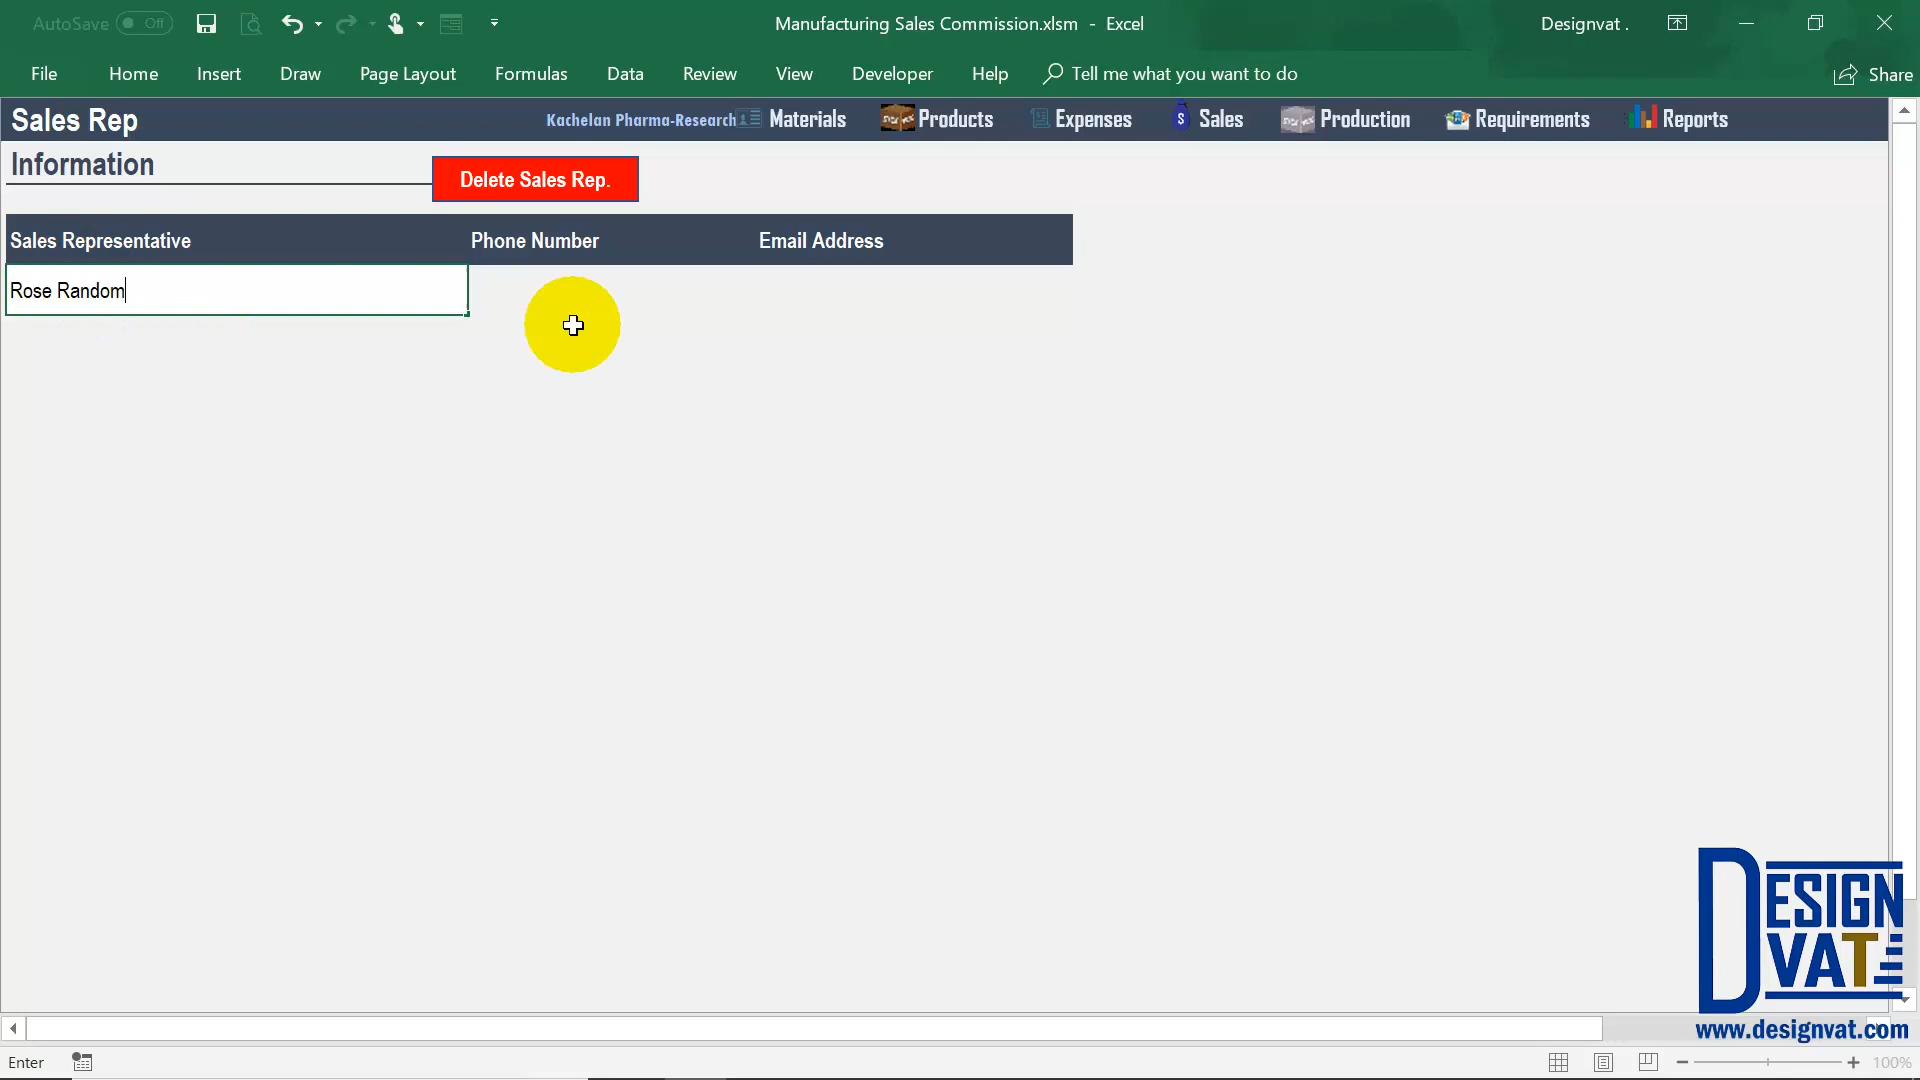 AutoSave Off
Manufacturing Sales Commission.xlsm - Excel
Designvat .
File Home Insert Draw Page Layout Formulas Data Review View Developer Help Tell me what you want to do Share
Sales Rep
Kachelan Pharma-Research
Materials Products Expenses $ Sales Production Requirements Reports
Information
Delete Sales Rep.
Sales Representative Phone Number Email Address
Rose Random
DESIGN
VAT
www.designvat.com
Enter
100%